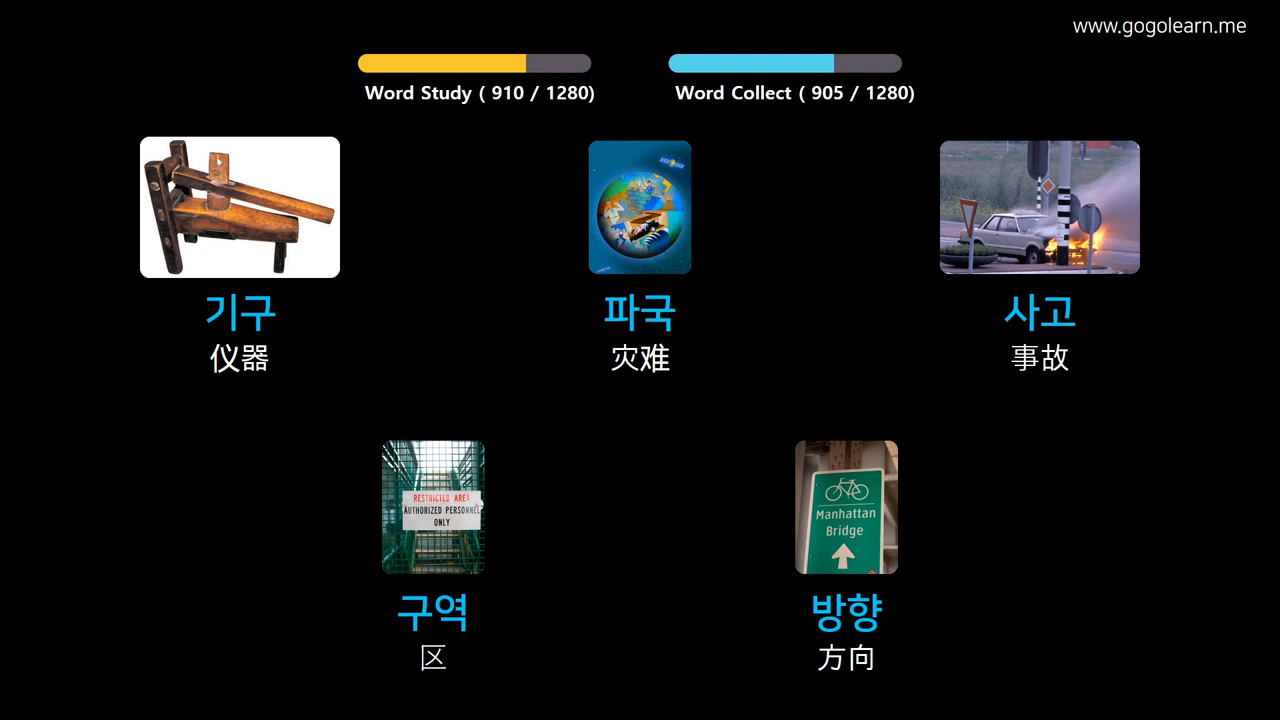 www.gogolearn.me
Word Study ( 910 / 1280)
Word Collect ( 905 / 1280)
기구
仪器
파국
灾难
사고
事故
RESTRICTED AREA
AUTHORIZED PERSONNEL
ONLY
구역
区
Manhattan
Bridge
방향
方向